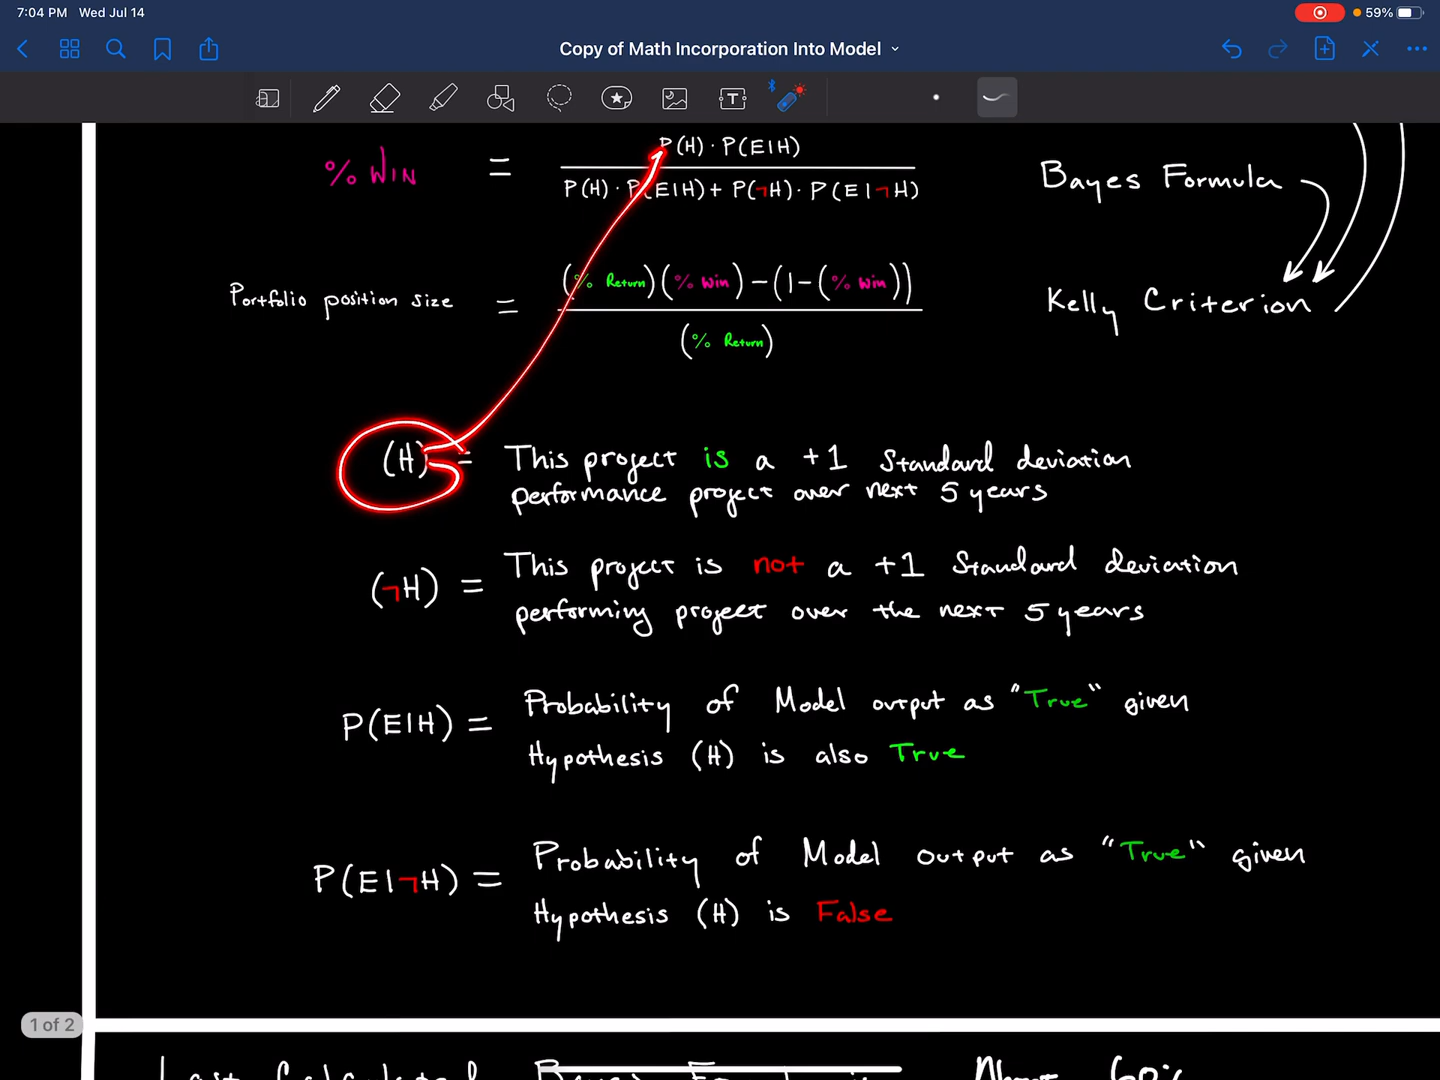 7:04 PM Wed Jul 14
59%
Copy of Math Incorporation Into Model
% WIN = P(H) · P(E|H)
P(H) · P(E|H) + P(¬H) · P(E|¬H)
Bayes Formula
Portfolio position size = (% Return)(% Win) - (1-(% Win))
(% Return)
Kelly Criterion
(H) = This project is a +1 Standard deviation
performance project over next 5 years
(¬H) = This project is not a +1 Standard deviation
performing project over the next 5 years
P(E|H) = Probability of Model output as "True" given
Hypothesis (H) is also True
P(E|¬H) = Probability of Model output as "True" given
Hypothesis (H) is False
1 of 2